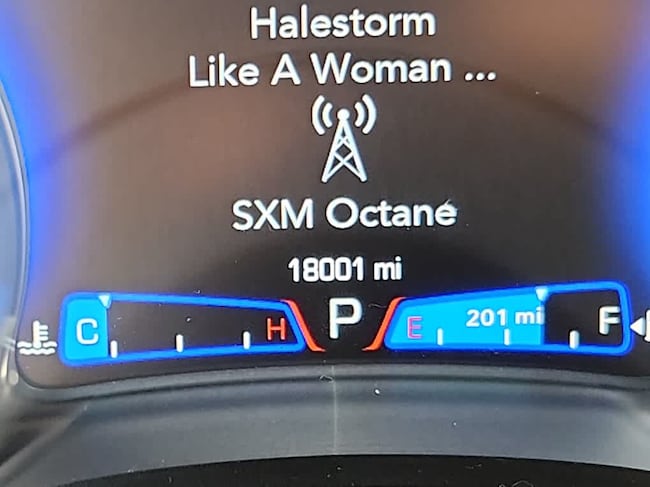 Halestorm
Like A Woman ...
SXM Octane
18001 mi
C H P E 201 mi F